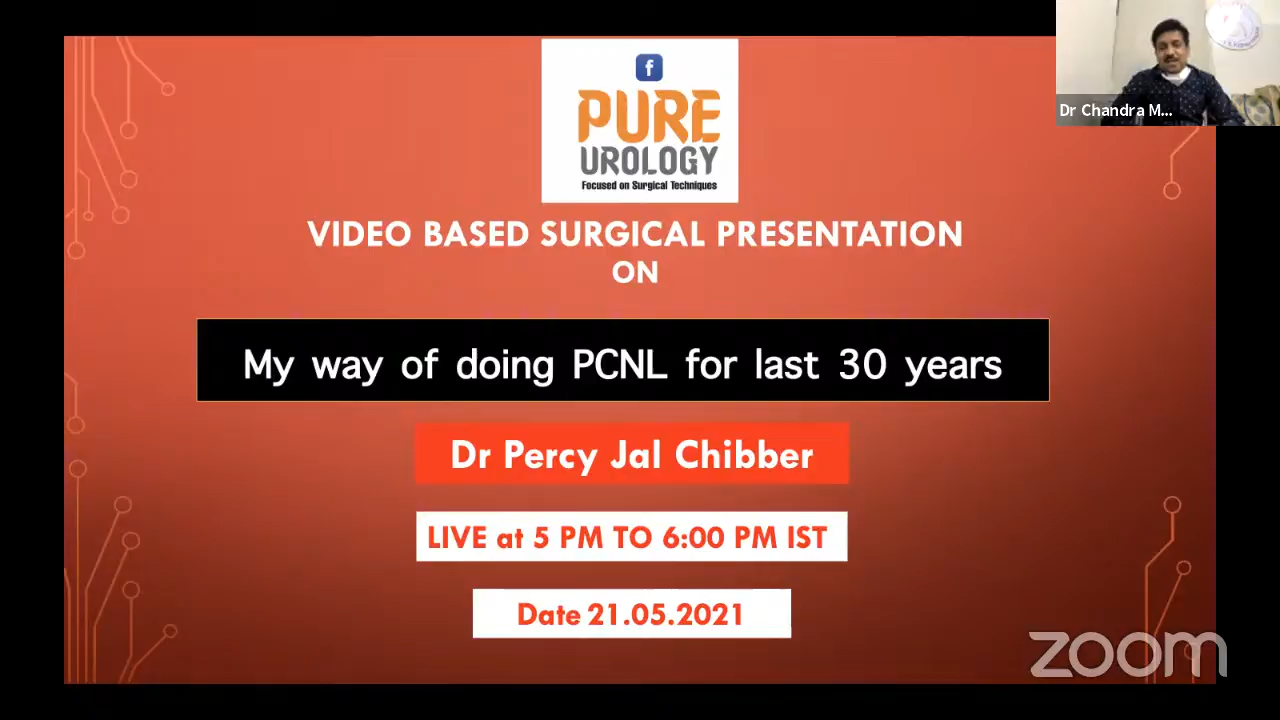 f
PURE
UROLOGY
Focused on Surgical Techniques
Dr Chandra M...
VIDEO BASED SURGICAL PRESENTATION
ON
My way of doing PCNL for last 30 years
Dr Percy Jal Chibber
LIVE at 5 PM TO 6:00 PM IST
Date 21.05.2021
zoom